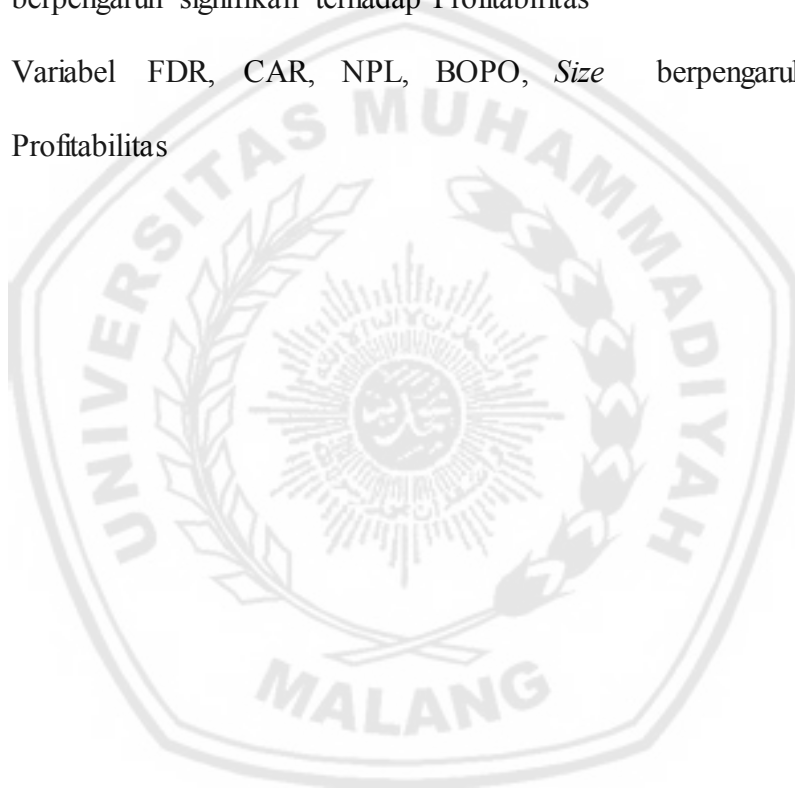 berpengaruh signifikan terhadap Profitabilitas
Variabel FDR, CAR, NPL, BOPO, Size berpengaruh
Profitabilitas
UNIVERSITAS MUHAMMADIYAH
MALANG